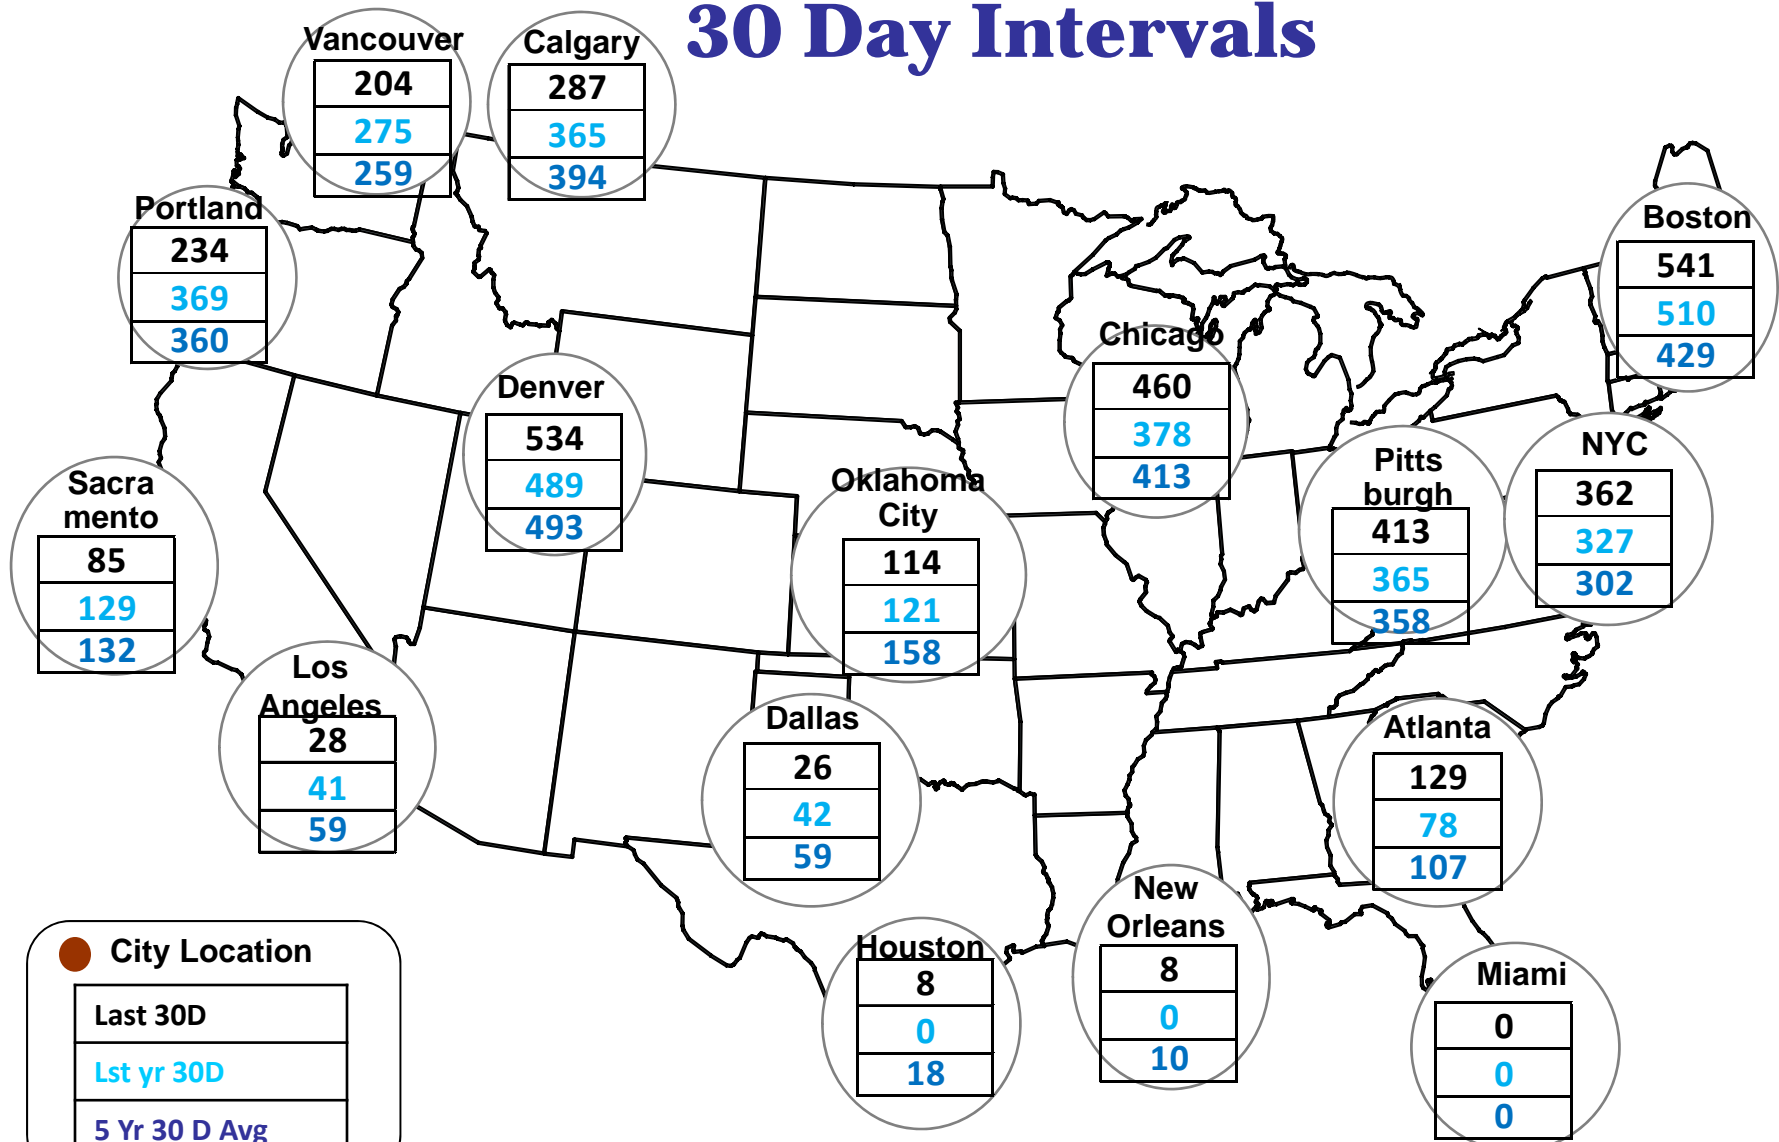 30 Day Intervals
Vancouver
204
275
259
Calgary
287
365
394
Portland
234
369
360
Boston
541
510
429
Chicago
460
378
413
Denver
534
489
493
NYC
362
327
302
Pitts
burgh
413
365
358
Sacra
mento
85
129
132
Oklahoma
City
114
121
158
Los
Angeles
28
41
59
Dallas
26
42
59
Atlanta
129
78
107
New
Orleans
8
0
10
Houston
8
0
18
Miami
0
0
0
City Location
Last 30D
Lst yr 30D
5 Yr 30 D Avg